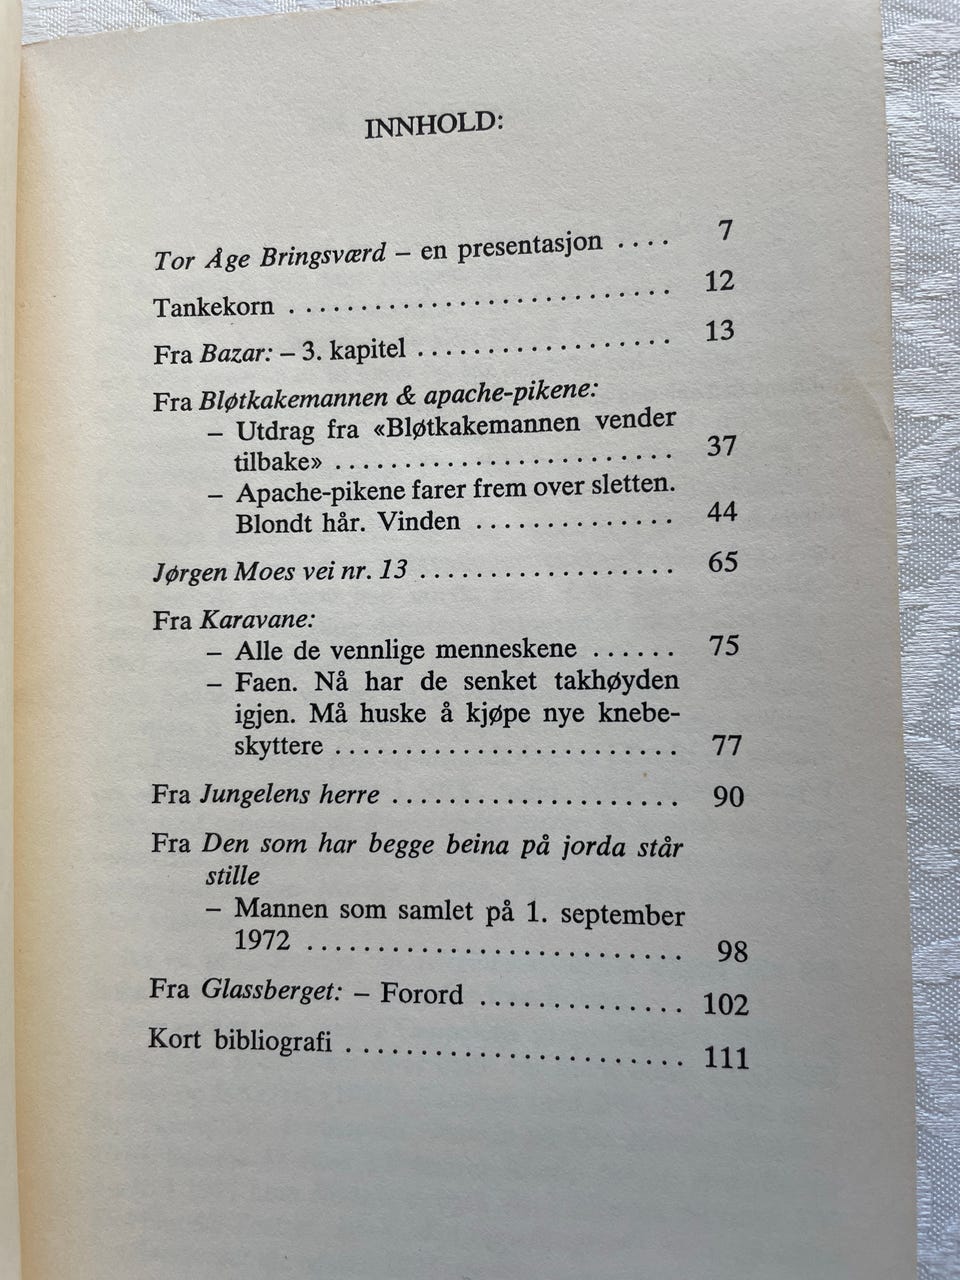 INNHOLD:
Tor Åge Bringsværd – en presentasjon .... 7
Tankekorn ........................... 12
Fra Bazar: – 3. kapitel .................. 13
Fra Bløtkakemannen & apache-pikene:
– Utdrag fra «Bløtkakemannen vender
tilbake» ........................ 37
– Apache-pikene farer frem over sletten.
Blondt hår. Vinden .............. 44
Jørgen Moes vei nr. 13 .................. 65
Fra Karavane:
– Alle de vennlige menneskene ...... 75
– Faen. Nå har de senket takhøyden
igjen. Må huske å kjøpe nye knebe-
skyttere ........................ 77
Fra Jungelens herre .................... 90
Fra Den som har begge beina på jorda står
stille
– Mannen som samlet på 1. september
1972 .......................... 98
Fra Glassberget: – Forord .............. 102
Kort bibliografi ........................ 111